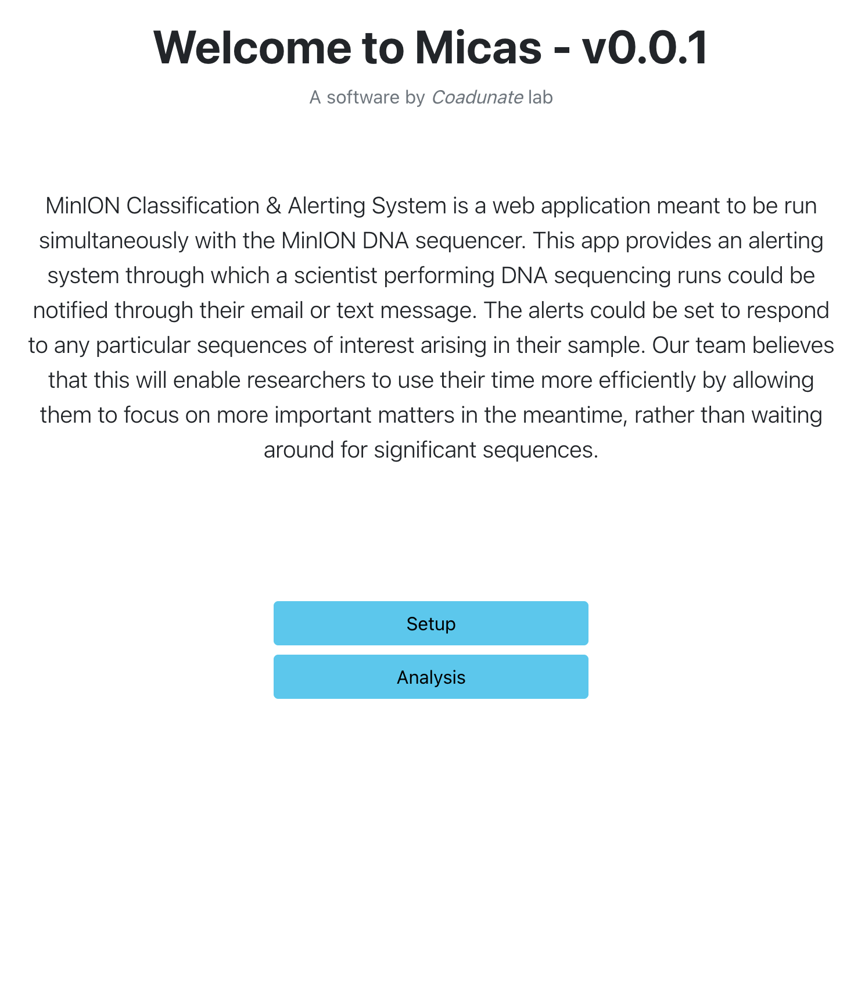 Welcome to Micas - v0.0.1
A software by Coadunate lab
MinION Classification & Alerting System is a web application meant to be run
simultaneously with the MinION DNA sequencer. This app provides an alerting
system through which a scientist performing DNA sequencing runs could be
notified through their email or text message. The alerts could be set to respond
to any particular sequences of interest arising in their sample. Our team believes
that this will enable researchers to use their time more efficiently by allowing
them to focus on more important matters in the meantime, rather than waiting
around for significant sequences.
Setup
Analysis